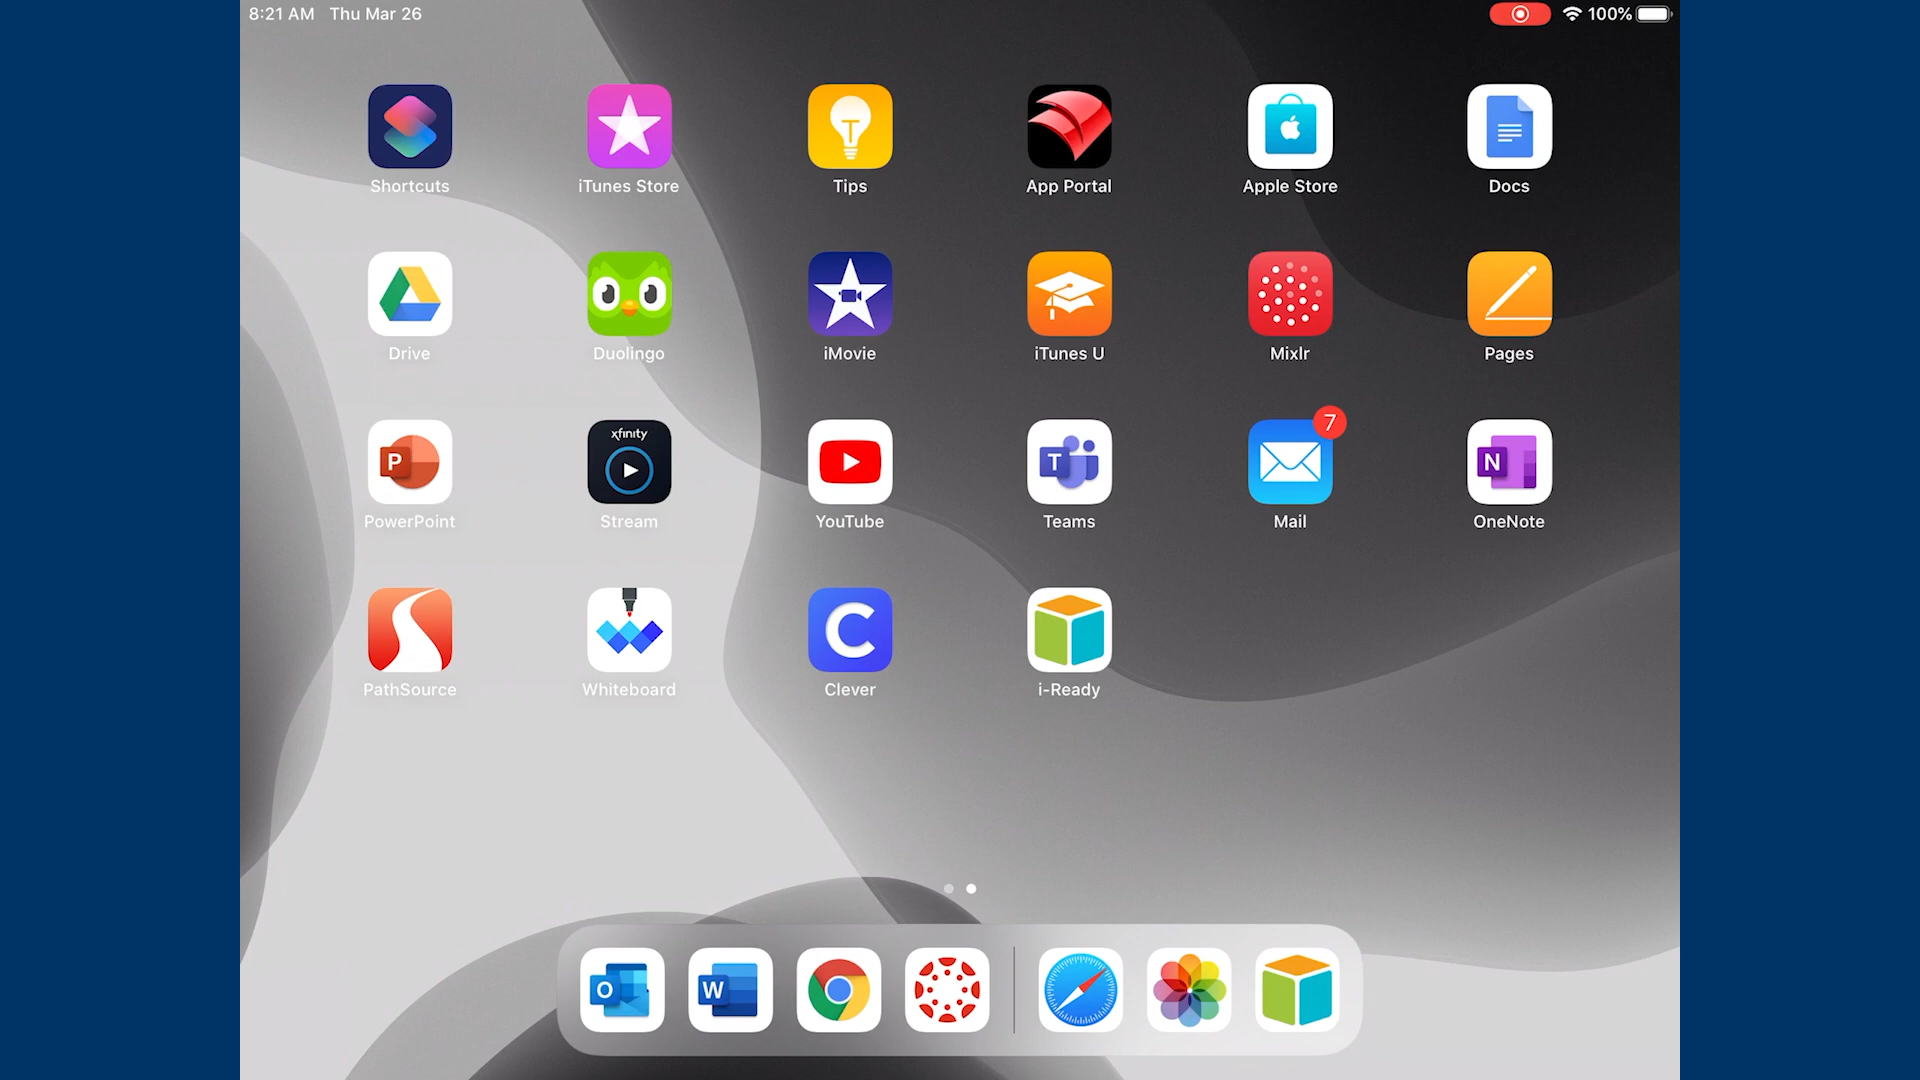 8:21 AM Thu Mar 26
100%
Shortcuts
iTunes Store
Tips
App Portal
Apple Store
Docs
Drive
Duolingo
iMovie
iTunes U
Mixlr
Pages
P
xfinity
T
7
N
PowerPoint
Stream
YouTube
Teams
Mail
OneNote
C
PathSource
Whiteboard
Clever
i-Ready
O
W